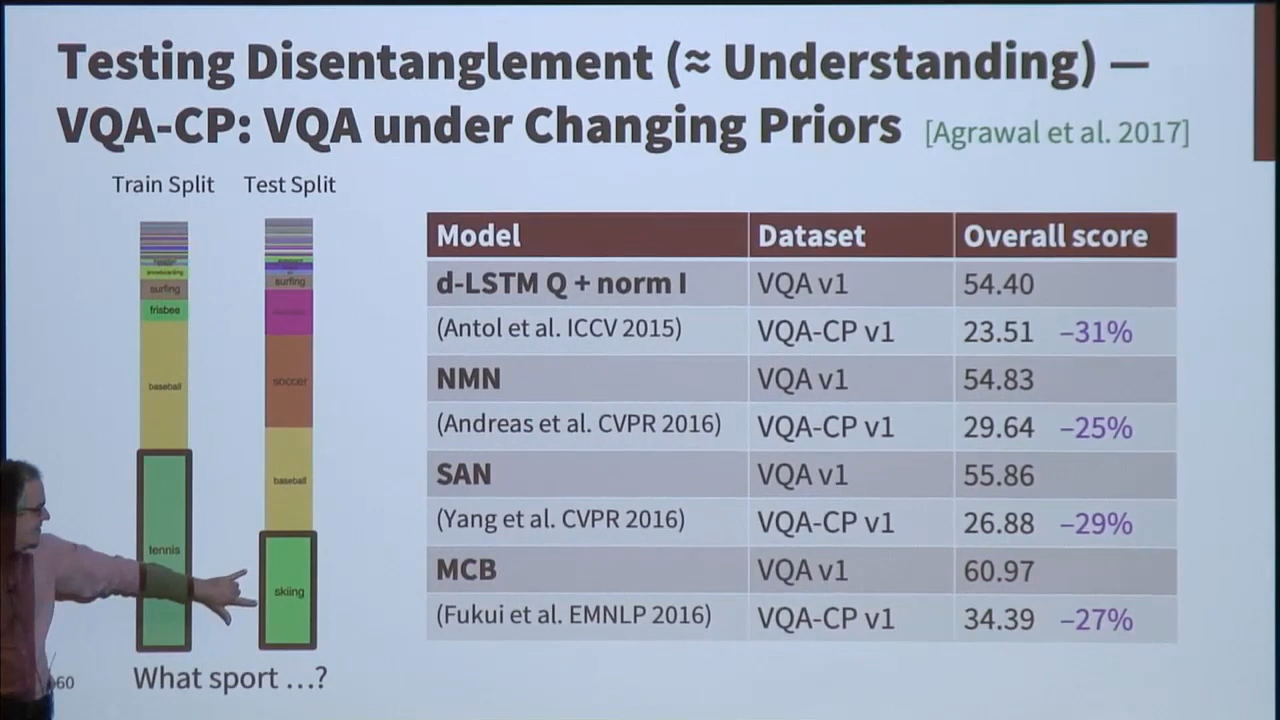 Testing Disentanglement (≈ Understanding) —
VQA-CP: VQA under Changing Priors [Agrawal et al. 2017]
Train Split Test Split
snowboarding
surfing
frisbee
baseball
tennis
surfing
soccer
baseball
skiing
What sport …?
Model Dataset Overall score
d-LSTM Q + norm I VQA v1 54.40
(Antol et al. ICCV 2015) VQA-CP v1 23.51 –31%
NMN VQA v1 54.83
(Andreas et al. CVPR 2016) VQA-CP v1 29.64 –25%
SAN VQA v1 55.86
(Yang et al. CVPR 2016) VQA-CP v1 26.88 –29%
MCB VQA v1 60.97
(Fukui et al. EMNLP 2016) VQA-CP v1 34.39 –27%
60